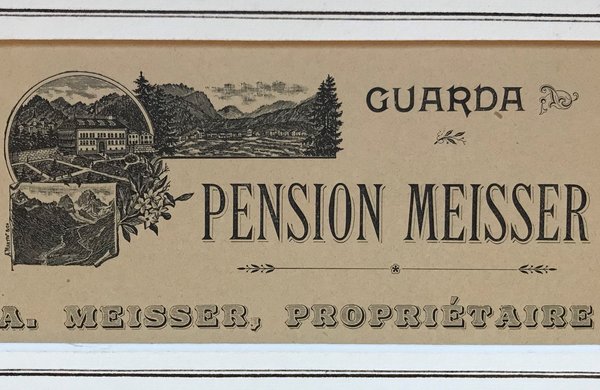 GUARDA
PENSION MEISSER
A. MEISSER, PROPRIÉTAIRE